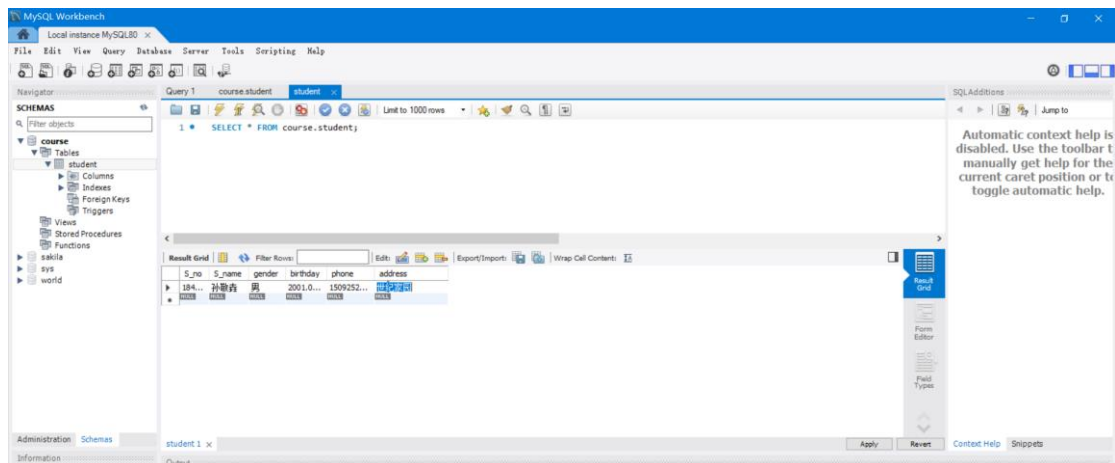 MySQL Workbench
Local instance MySQL80 ×
File Edit View Query Database Server Tools Scripting Help
Navigator
Query 1 course.student student ×
SQLAdditions
SCHEMAS
Filter objects
Limit to 1000 rows
Jump to
course
Tables
student
Columns
Indexes
Foreign Keys
Triggers
Views
Stored Procedures
Functions
sakila
sys
world
1 SELECT * FROM course.student;
Automatic context help is
disabled. Use the toolbar t
manually get help for the
current caret position or to
toggle automatic help.
Result Grid Filter Rows: Edit: Export/Import: Wrap Cell Content:
S_no S_name gender birthday phone address
184... 男 2001.0... 1509252... 世纪家园
NULL NULL NULL NULL NULL NULL
Result
Grid
Form
Editor
Field
Types
Administration Schemas
student 1 ×
Apply Revert
Context Help Snippets
Information
Output